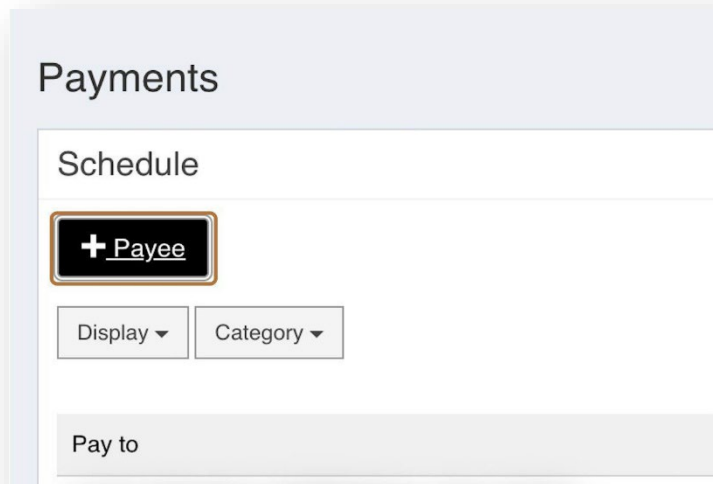 Payments
Schedule
+ Payee
Display Category
Pay to